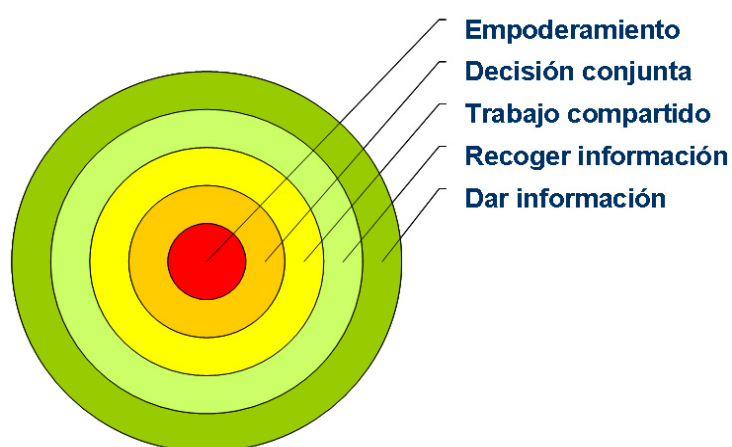 Empoderamiento
Decisión conjunta
Trabajo compartido
Recoger información
Dar información